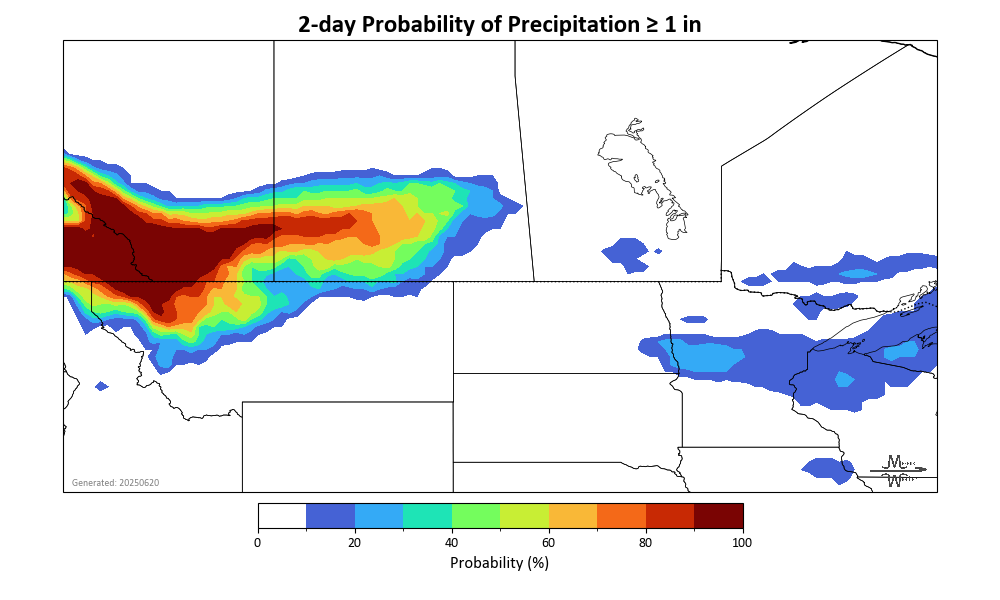 2-day Probability of Precipitation ≥ 1 in
Generated: 20250620
0 20 40 60 80 100
Probability (%)